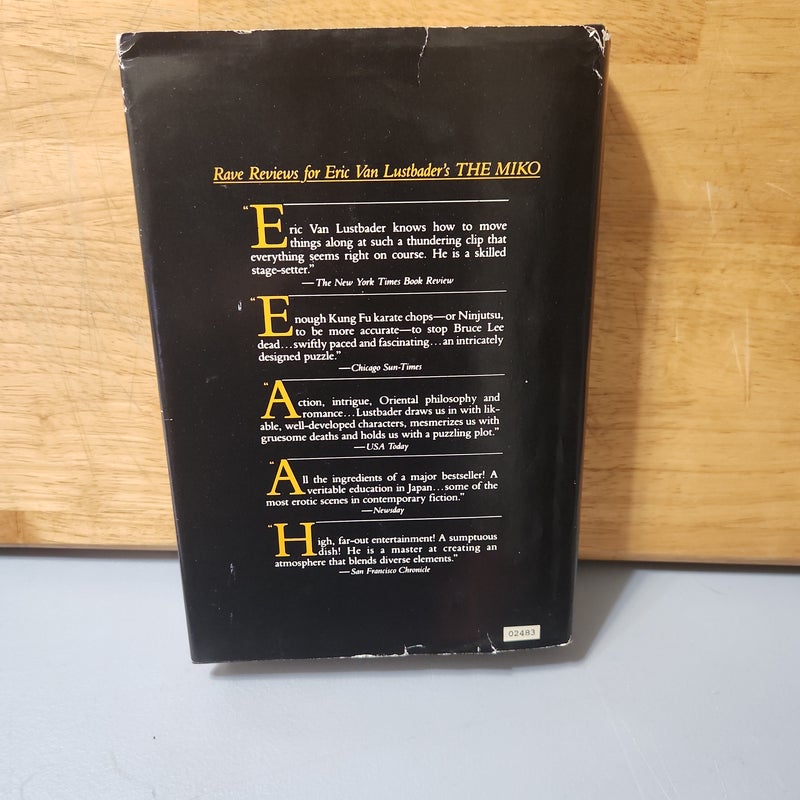 Rave Reviews for Eric Van Lustbader's THE MIKO
"Eric Van Lustbader knows how to move
things along at such a thundering clip that
everything seems right on course. He is a skilled
stage-setter."
—The New York Times Book Review
"Enough Kung Fu karate chops—or Ninjutsu,
to be more accurate—to stop Bruce Lee
dead...swiftly paced and fascinating...an intricately
designed puzzle."
—Chicago Sun-Times
"Action, intrigue, Oriental philosophy and
romance...Lustbader draws us in with lik-
able, well-developed characters, mesmerizes us with
gruesome deaths and holds us with a puzzling plot."
—USA Today
"All the ingredients of a major bestseller! A
veritable education in Japan...some of the
most erotic scenes in contemporary fiction."
—Newsday
"High, far-out entertainment! A sumptuous
dish! He is a master at creating an
atmosphere that blends diverse elements."
—San Francisco Chronicle
02483